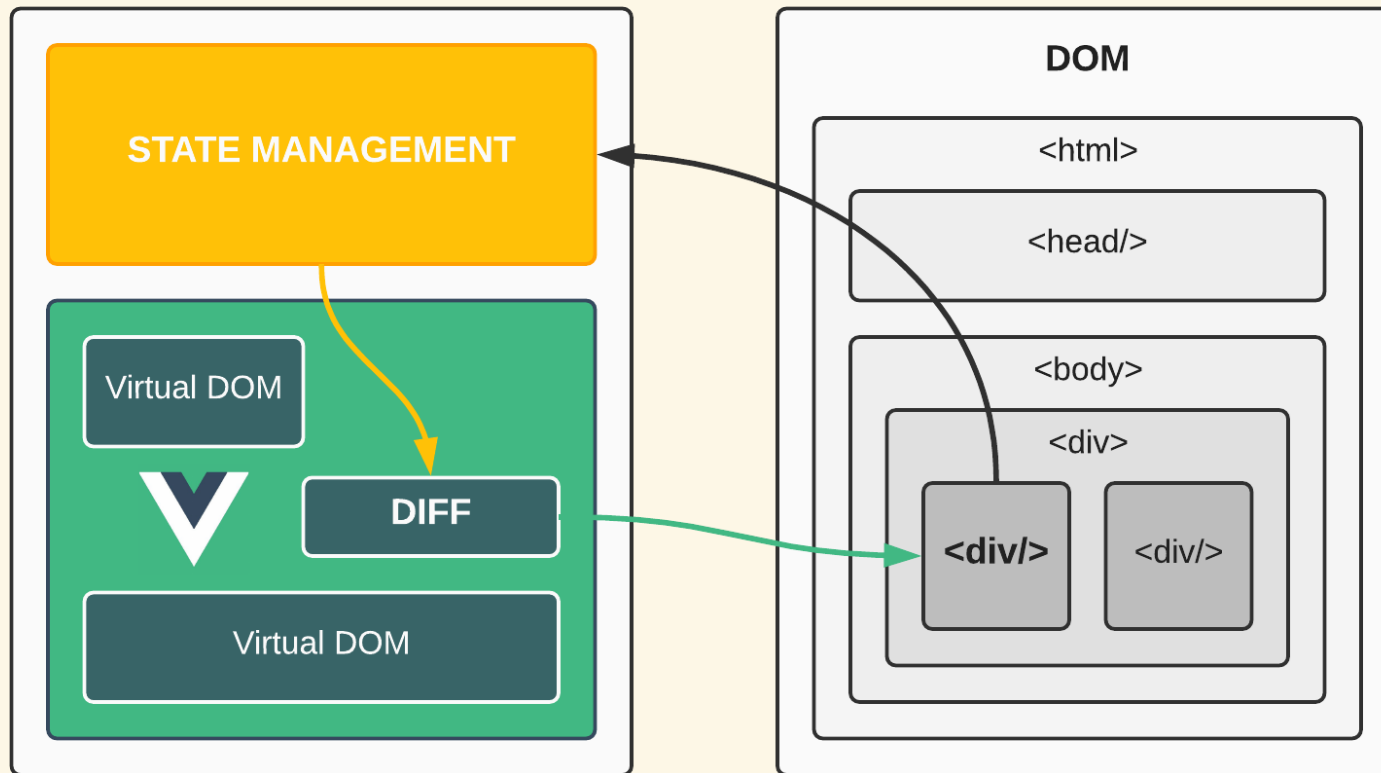 STATE MANAGEMENT
Virtual DOM
DIFF
Virtual DOM
DOM
<html>
<head/>
<body>
<div>
<div/>
<div/>